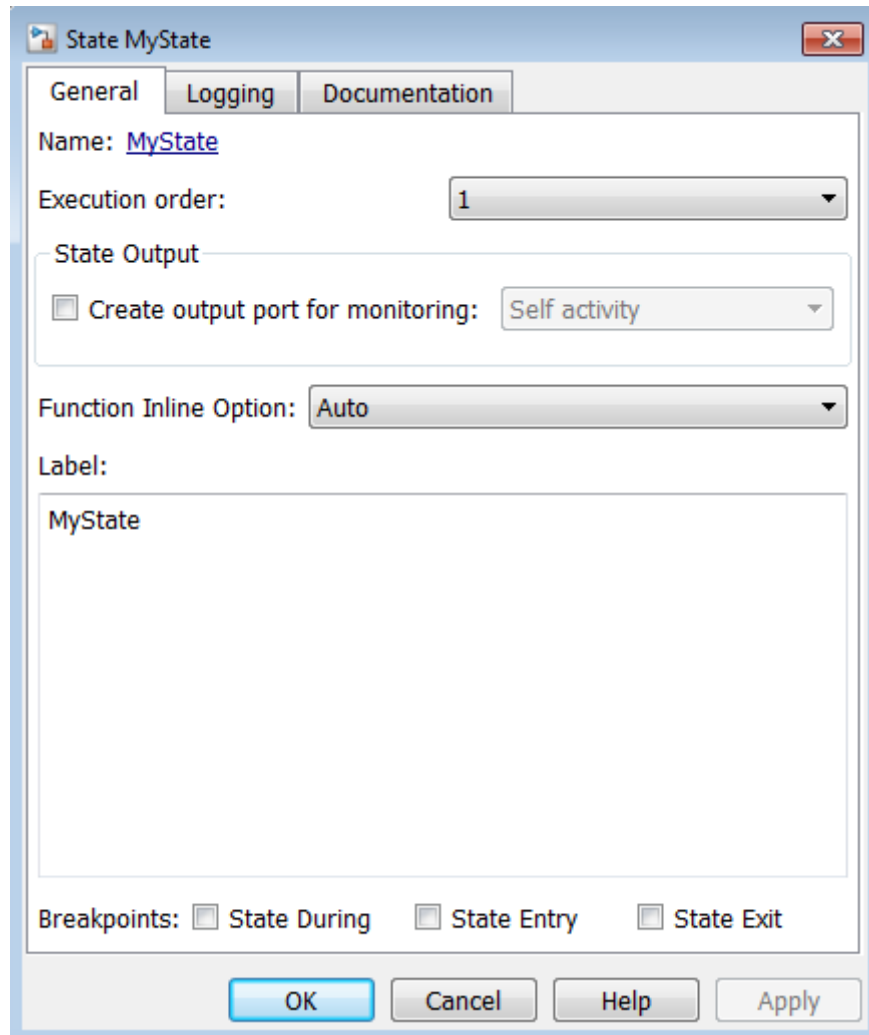 State MyState
General Logging Documentation
Name: MyState
Execution order: 1
State Output
Create output port for monitoring: Self activity
Function Inline Option: Auto
Label:
MyState
Breakpoints: State During State Entry State Exit
OK Cancel Help Apply